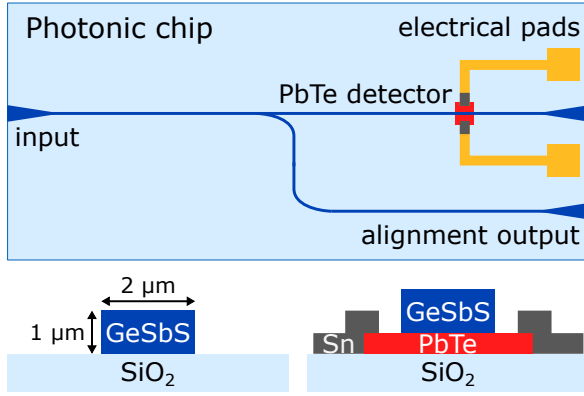 Photonic chip
electrical pads
PbTe detector
input
alignment output
2 μm
1 μm
GeSbS
SiO₂
GeSbS
Sn
PbTe
SiO₂